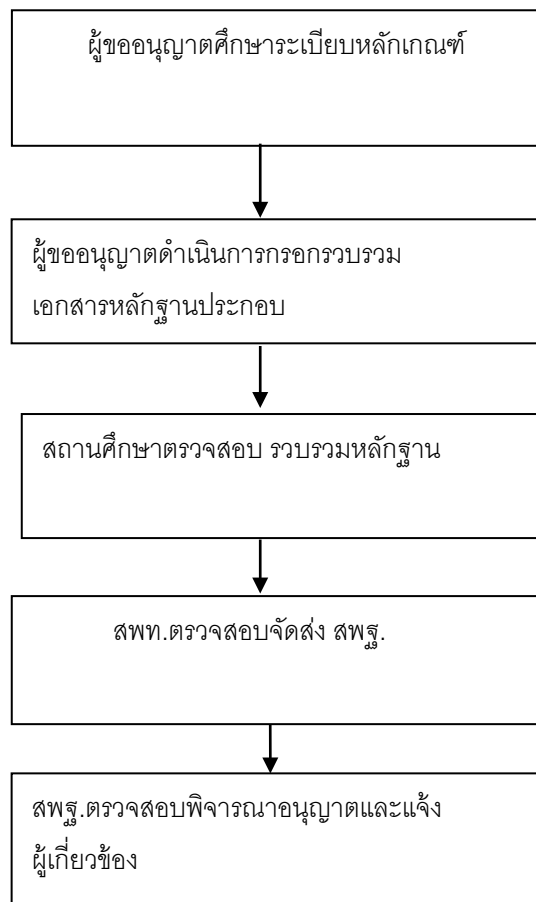 ผู้ขออนุญาตศึกษาระเบียบหลักเกณฑ์
ผู้ขออนุญาตดำเนินการกรอกรวบรวม
เอกสารหลักฐานประกอบ
สถานศึกษาตรวจสอบ รวบรวมหลักฐาน
สพท.ตรวจสอบจัดส่ง สพฐ.
สพฐ.ตรวจสอบพิจารณาอนุญาตและแจ้ง
ผู้เกี่ยวข้อง